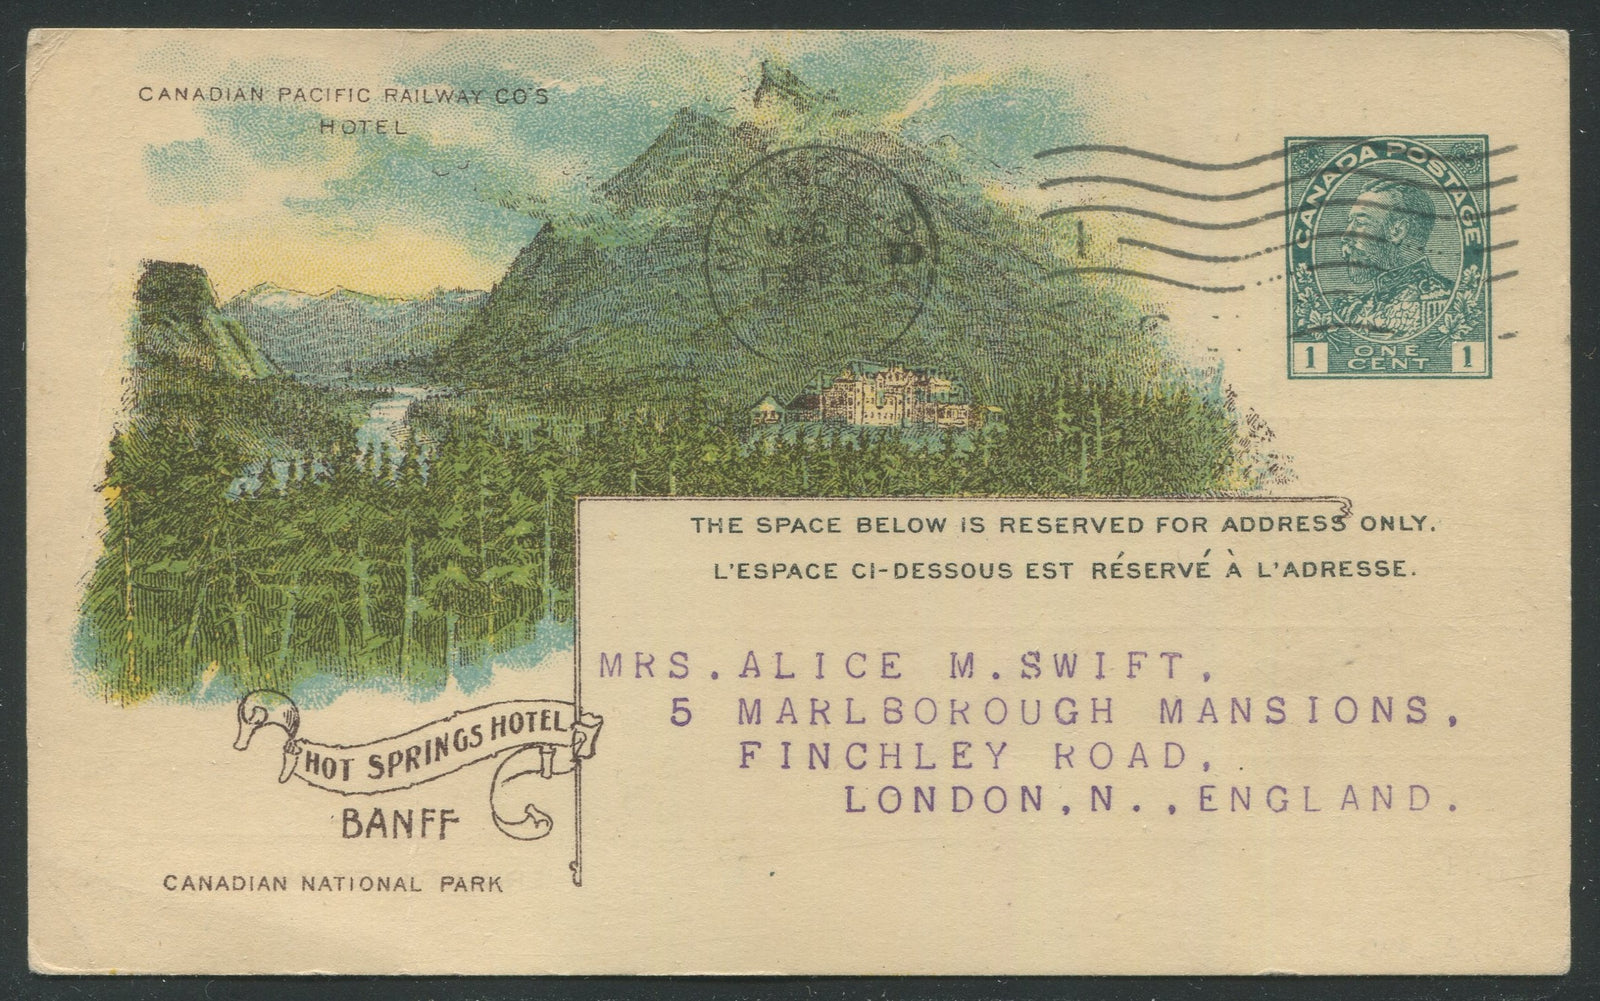 CANADIAN PACIFIC RAILWAY CO'S
HOTEL
CANADA POSTAGE
1 ONE CENT 1
THE SPACE BELOW IS RESERVED FOR ADDRESS ONLY.
L'ESPACE CI-DESSOUS EST RÉSERVÉ À L'ADRESSE.
MRS. ALICE M. SWIFT,
5 MARLBOROUGH MANSIONS,
FINCHLEY ROAD,
LONDON, N., ENGLAND.
HOT SPRINGS HOTEL
BANFF
CANADIAN NATIONAL PARK